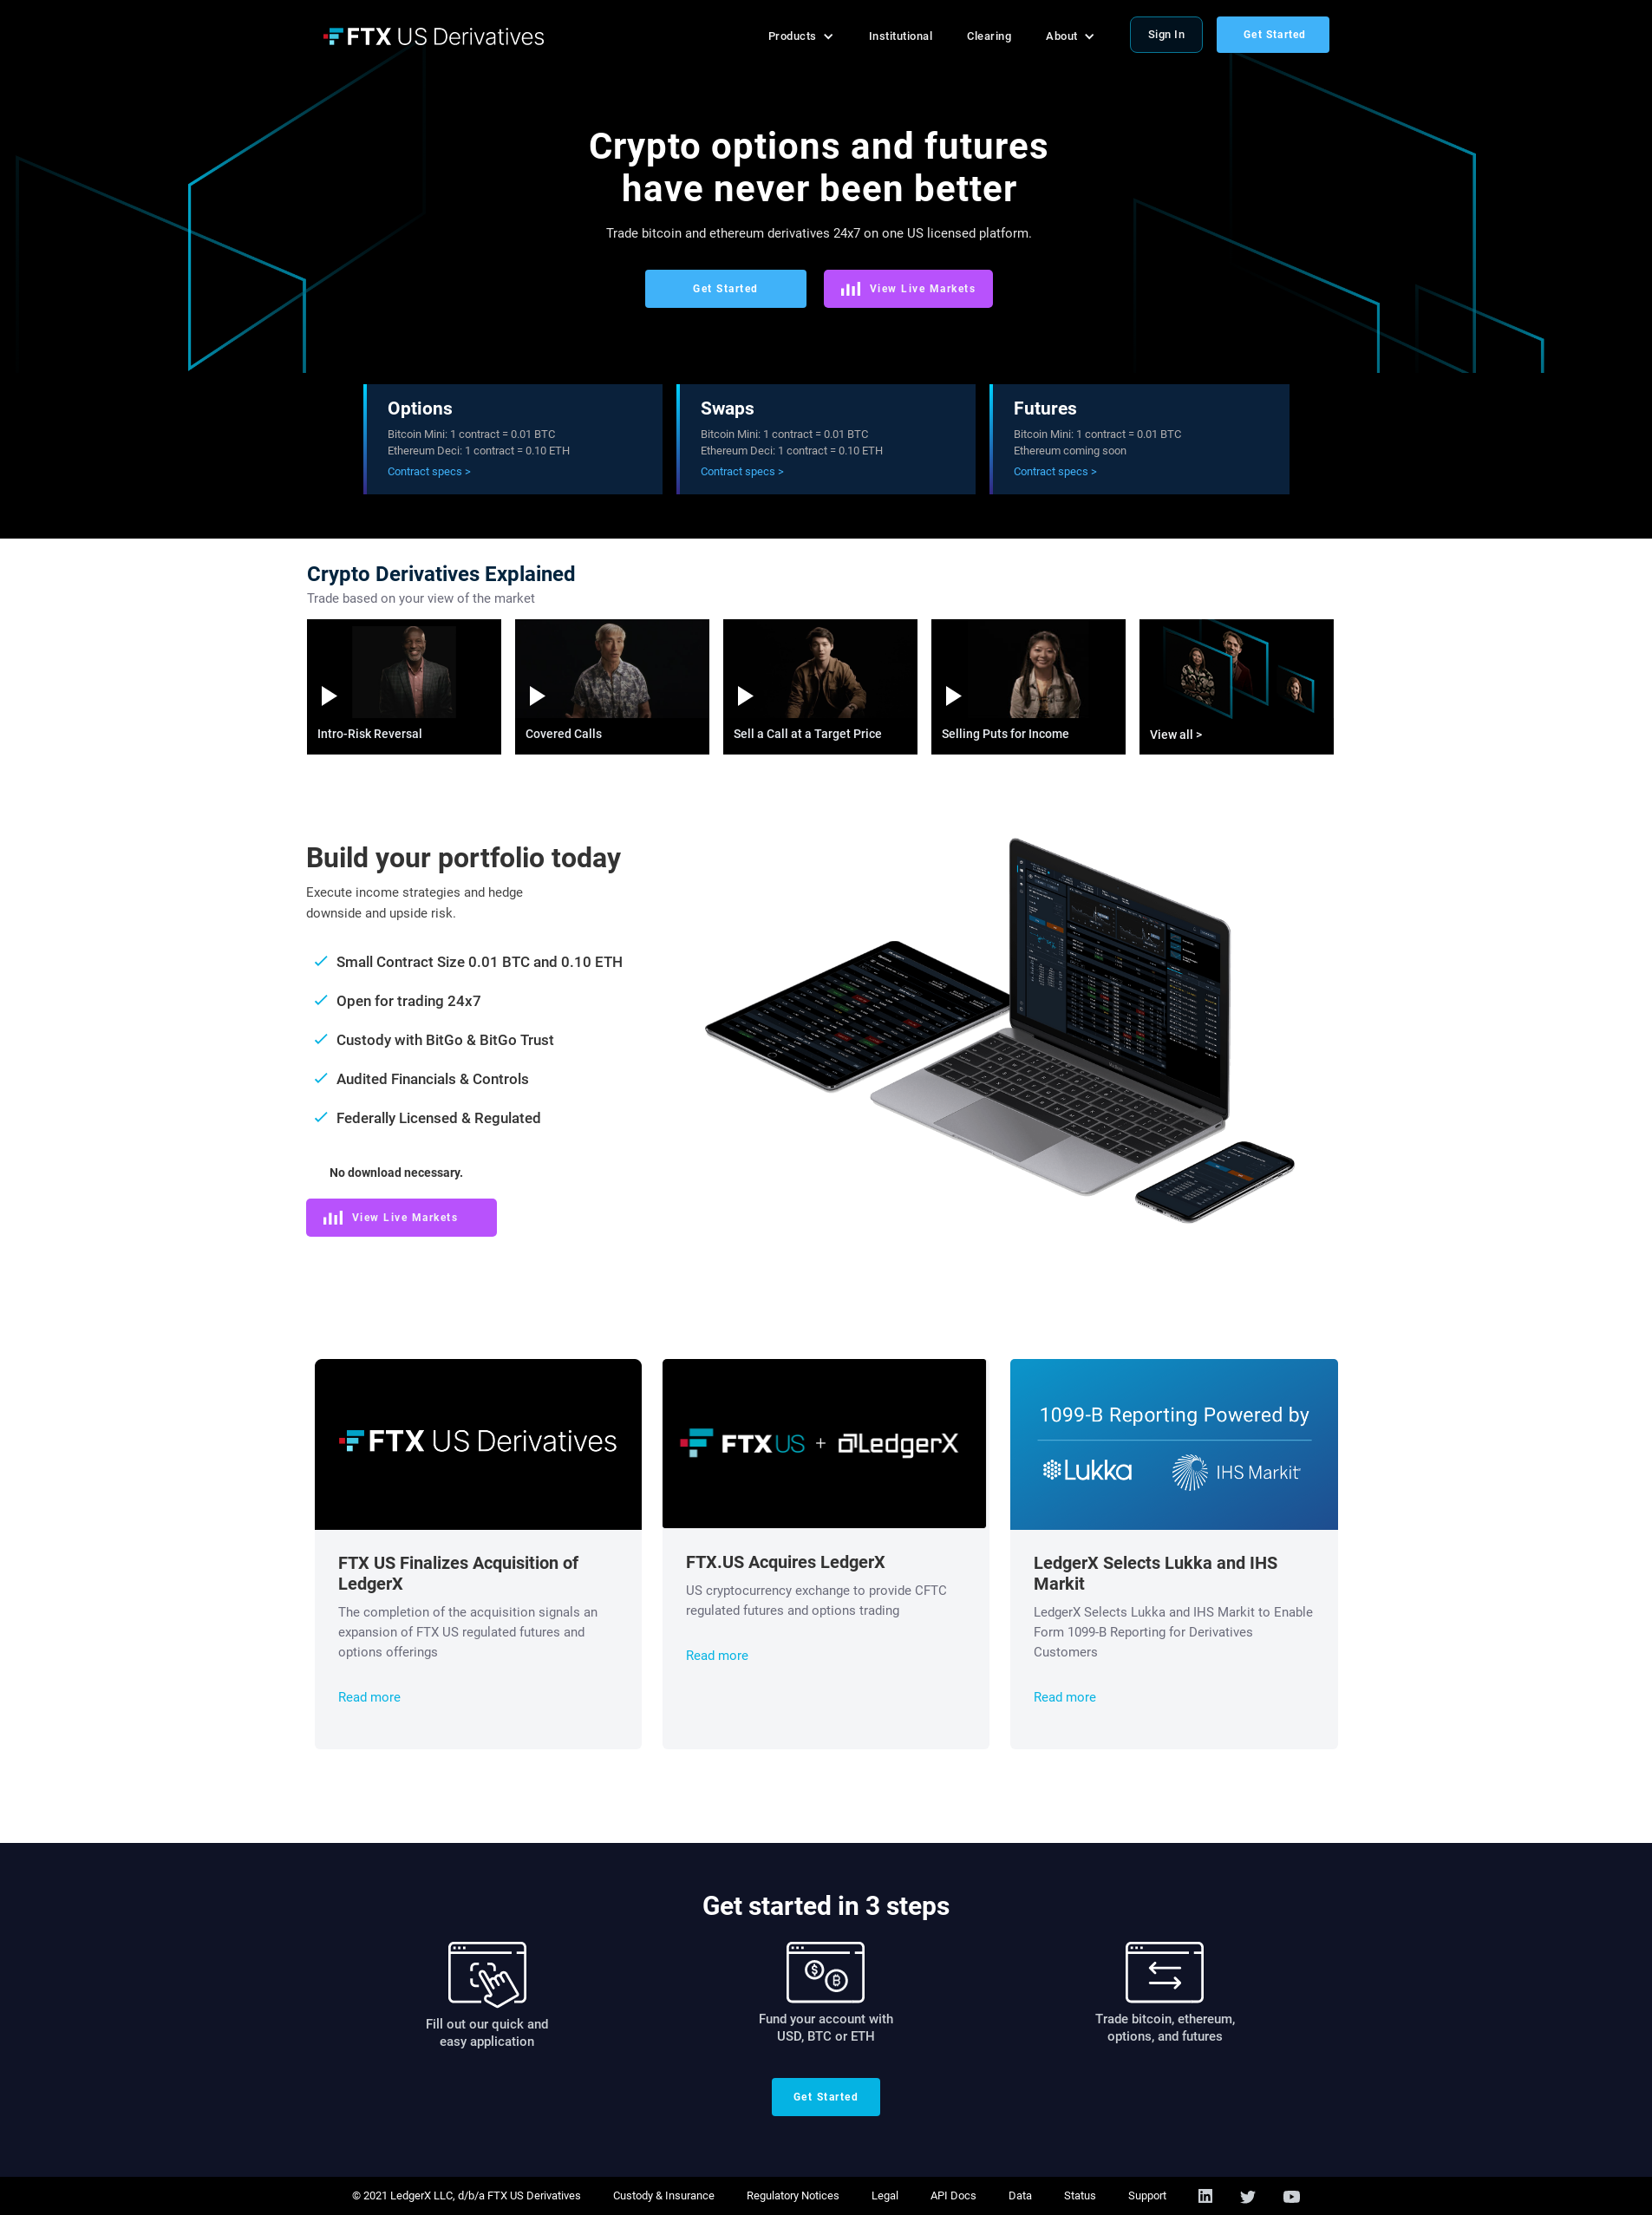 FTX US Derivatives
Products
Institutional
Clearing
About
Sign In
Get Started
Crypto options and futures
have never been better
Trade bitcoin and ethereum derivatives 24x7 on one US licensed platform.
Get Started
View Live Markets
Options
Bitcoin Mini: 1 contract = 0.01 BTC
Ethereum Deci: 1 contract = 0.10 ETH
Contract specs >
Swaps
Bitcoin Mini: 1 contract = 0.01 BTC
Ethereum Deci: 1 contract = 0.10 ETH
Contract specs >
Futures
Bitcoin Mini: 1 contract = 0.01 BTC
Ethereum coming soon
Contract specs >
Crypto Derivatives Explained
Trade based on your view of the market
Intro-Risk Reversal
Covered Calls
Sell a Call at a Target Price
Selling Puts for Income
View all >
Build your portfolio today
Execute income strategies and hedge
downside and upside risk.
Small Contract Size 0.01 BTC and 0.10 ETH
Open for trading 24x7
Custody with BitGo & BitGo Trust
Audited Financials & Controls
Federally Licensed & Regulated
No download necessary.
View Live Markets
FTX US Derivatives
FTX US Finalizes Acquisition of
LedgerX
The completion of the acquisition signals an
expansion of FTX US regulated futures and
options offerings
Read more
FTX US + LedgerX
FTX.US Acquires LedgerX
US cryptocurrency exchange to provide CFTC
regulated futures and options trading
Read more
1099-B Reporting Powered by
Lukka
IHS Markit
LedgerX Selects Lukka and IHS
Markit
LedgerX Selects Lukka and IHS Markit to Enable
Form 1099-B Reporting for Derivatives
Customers
Read more
Get started in 3 steps
Fill out our quick and
easy application
Fund your account with
USD, BTC or ETH
Trade bitcoin, ethereum,
options, and futures
Get Started
© 2021 LedgerX LLC, d/b/a FTX US Derivatives
Custody & Insurance
Regulatory Notices
Legal
API Docs
Data
Status
Support